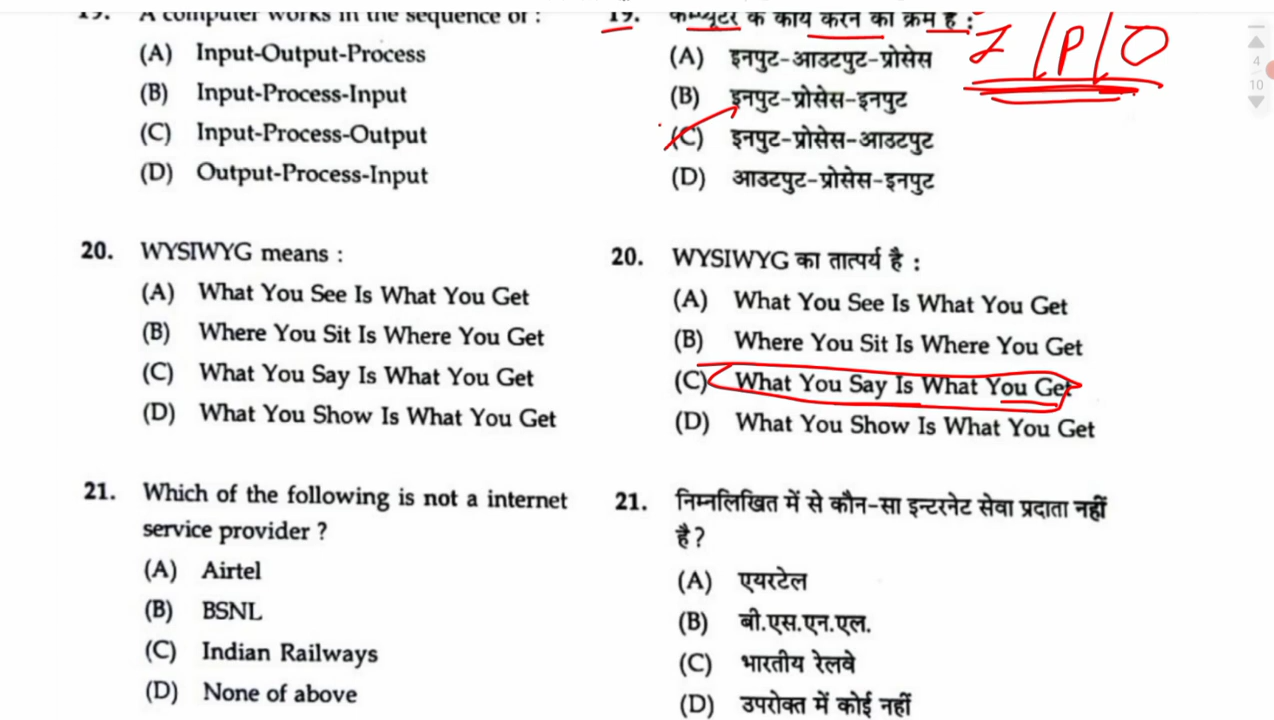 19. A computer works in the sequence of :
(A) Input-Output-Process
(B) Input-Process-Input
(C) Input-Process-Output
(D) Output-Process-Input
20. WYSIWYG means :
(A) What You See Is What You Get
(B) Where You Sit Is Where You Get
(C) What You Say Is What You Get
(D) What You Show Is What You Get
21. Which of the following is not a internet
service provider ?
(A) Airtel
(B) BSNL
(C) Indian Railways
(D) None of above
19. कम्प्यूटर के कार्य करने का क्रम है :
(A) इनपुट-आउटपुट-प्रोसेस
(B) इनपुट-प्रोसेस-इनपुट
(C) इनपुट-प्रोसेस-आउटपुट
(D) आउटपुट-प्रोसेस-इनपुट
I/P/O
20. WYSIWYG का तात्पर्य है :
(A) What You See Is What You Get
(B) Where You Sit Is Where You Get
(C) What You Say Is What You Get
(D) What You Show Is What You Get
21. निम्नलिखित में से कौन-सा इन्टरनेट सेवा प्रदाता नहीं
है?
(A) एयरटेल
(B) बी.एस.एन.एल.
(C) भारतीय रेलवे
(D) उपरोक्त में कोई नहीं
4
10